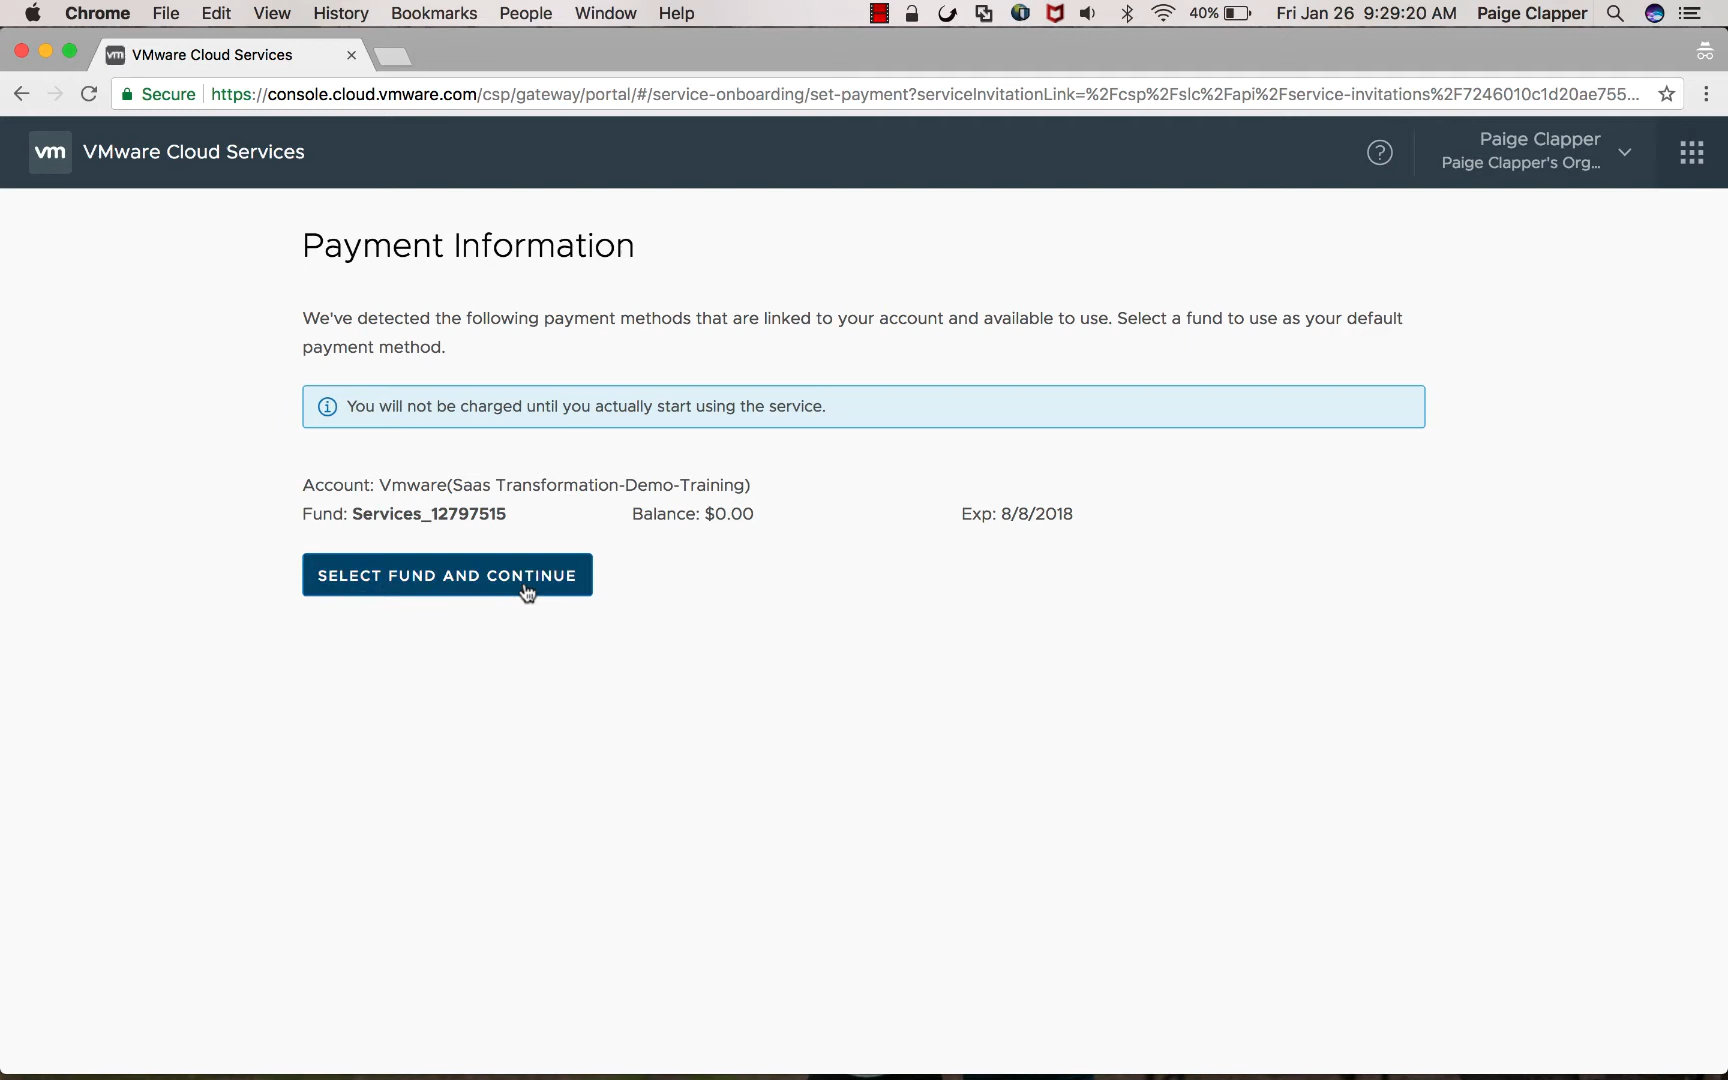 Chrome File Edit View History Bookmarks People Window Help 40% Fri Jan 26 9:29:20 AM Paige Clapper
vm VMware Cloud Services
Secure https://console.cloud.vmware.com/csp/gateway/portal/#/service-onboarding/set-payment?serviceInvitationLink=%2Fcsp%2Fslc%2Fapi%2Fservice-invitations%2F7246010c1d20ae755...
vm VMware Cloud Services
Paige Clapper
Paige Clapper's Org...
Payment Information
We've detected the following payment methods that are linked to your account and available to use. Select a fund to use as your default
payment method.
You will not be charged until you actually start using the service.
Account: Vmware(Saas Transformation-Demo-Training)
Fund: Services_12797515 Balance: $0.00 Exp: 8/8/2018
SELECT FUND AND CONTINUE